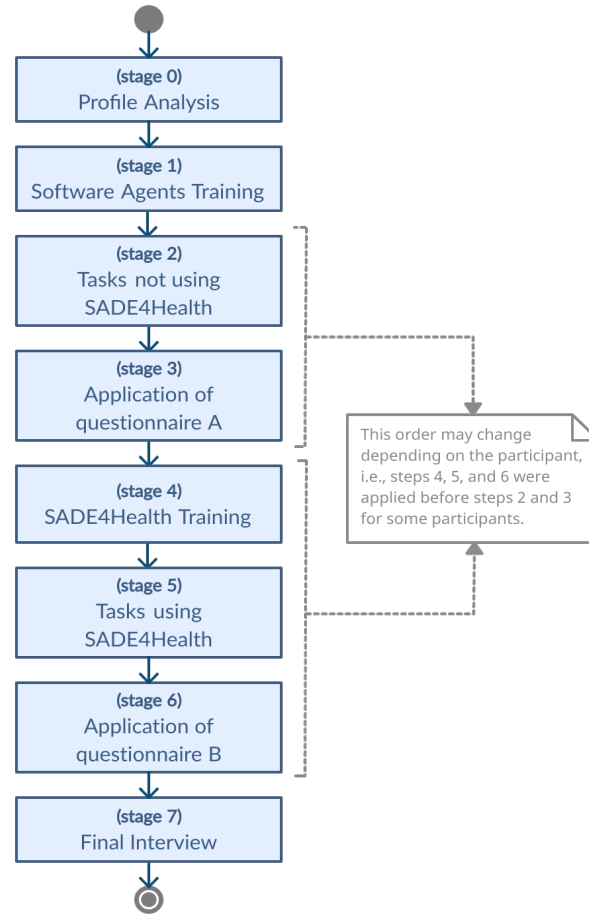 (stage 0)
Profile Analysis
(stage 1)
Software Agents Training
(stage 2)
Tasks not using
SADE4Health
(stage 3)
Application of
questionnaire A
(stage 4)
SADE4Health Training
(stage 5)
Tasks using
SADE4Health
(stage 6)
Application of
questionnaire B
(stage 7)
Final Interview
This order may change
depending on the participant,
i.e., steps 4, 5, and 6 were
applied before steps 2 and 3
for some participants.